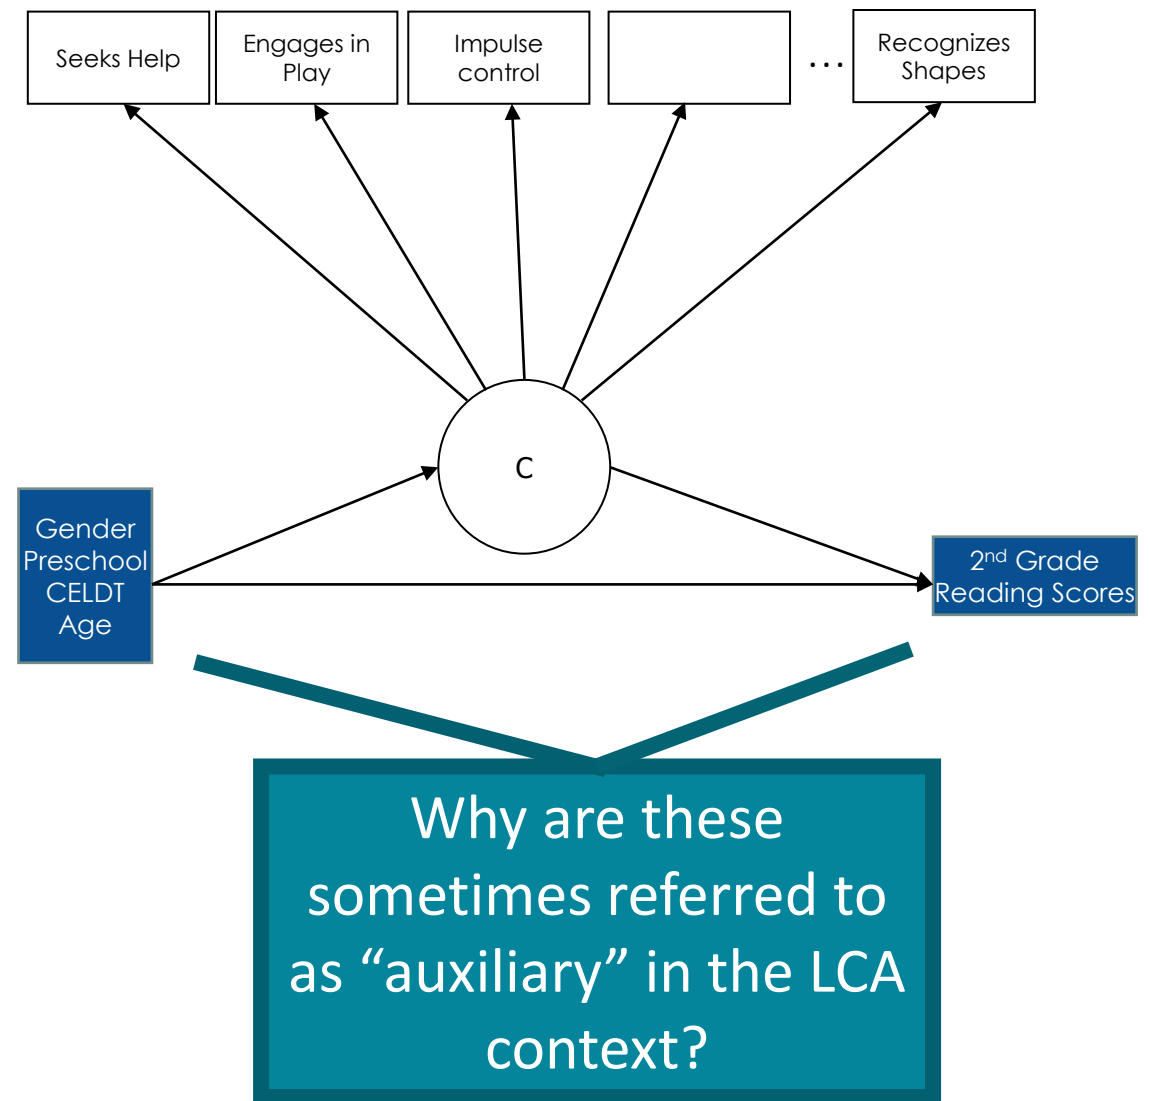 Seeks Help
Engages in
Play
Impulse
control
...
Recognizes
Shapes
C
Gender
Preschool
CELDT
Age
2nd Grade
Reading Scores
Why are these
sometimes referred to
as “auxiliary” in the LCA
context?